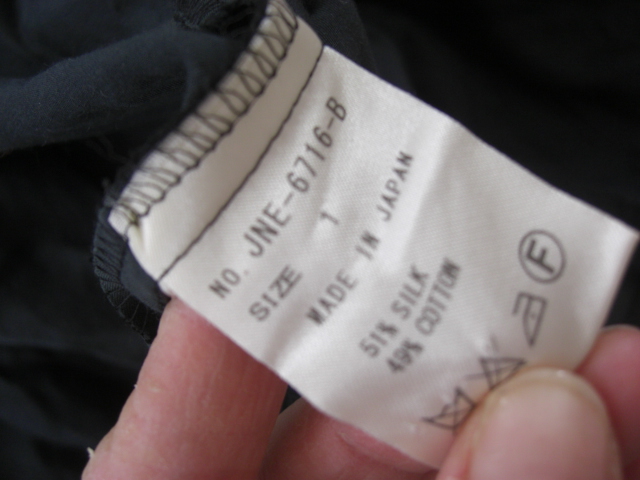 NO. JNE-6716-B
SIZE 1
MADE IN JAPAN
51% SILK
49% COTTON
F